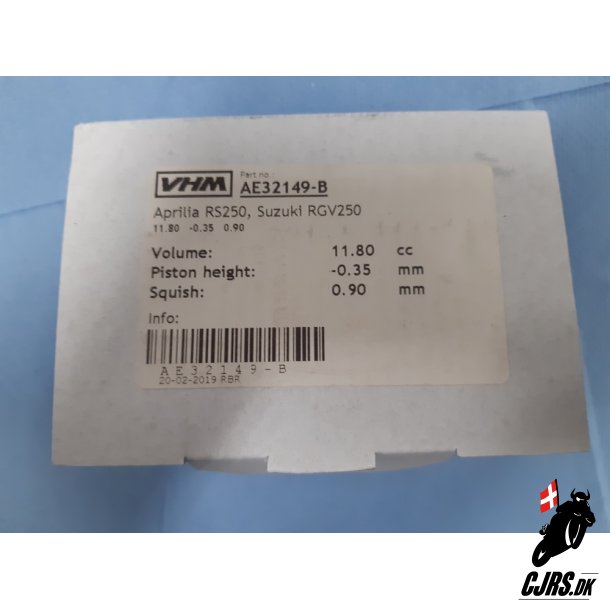 VHM
Part no.:
AE32149-B
Aprilia RS250, Suzuki RGV250
11.80 -0.35 0.90
Volume: 11.80 cc
Piston height: -0.35 mm
Squish: 0.90 mm
Info:
AE32149-B
20-02-2019 RBR
CJRS.DK